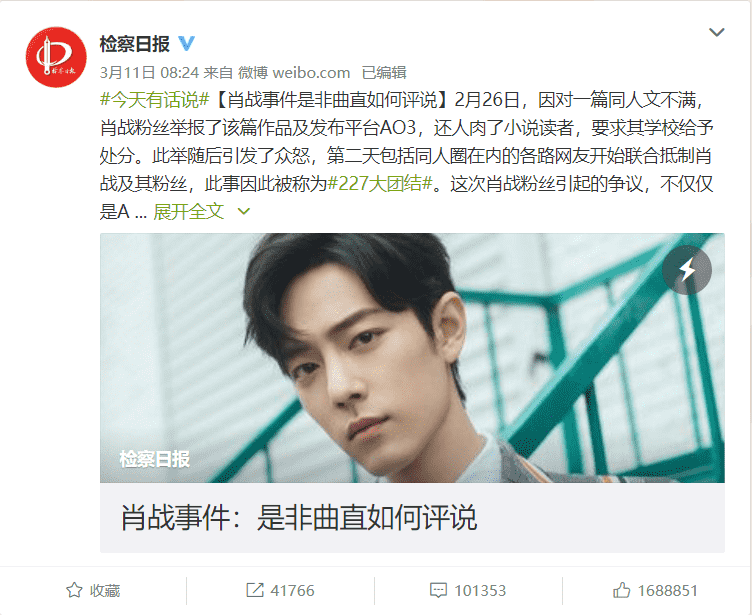 检察日报
3月11日 08:24 来自 微博 weibo.com 已编辑
#今天有话说#【肖战事件是非曲直如何评说】2月26日，因对一篇同人文不满，
肖战粉丝举报了该篇作品及发布平台AO3，还人肉了小说读者，要求其学校给予
处分。此举随后引发了众怒，第二天包括同人圈在内的各路网友开始联合抵制肖
战及其粉丝，此事因此被称为#227大团结#。这次肖战粉丝引起的争议，不仅仅
是A ... 展开全文
检察日报
肖战事件：是非曲直如何评说
收藏 41766 101353 1688851